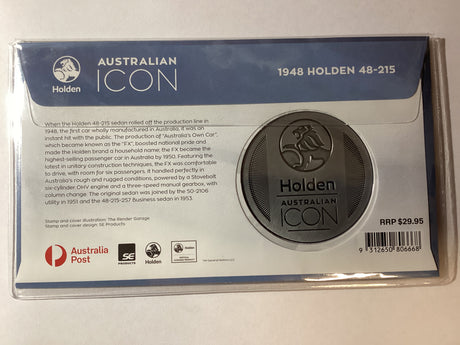 AUSTRALIAN
ICON
Holden
1948 HOLDEN 48-215
When the Holden 48-215 sedan rolled off the production line in
1948, the first car wholly manufactured in Australia, it was an
instant hit with the public. The production of "Australia's Own Car",
which became known as the "FX", boosted national pride and
made the Holden brand a household name; the FX became the
highest-selling passenger car in Australia by 1950. Featuring the
latest in unitary construction techniques, the FX was comfortable
to drive, with room for six passengers. It handled perfectly in
Australia's rough and rugged conditions, powered by a Stovebolt
six-cylinder, OHV engine and a three-speed manual gearbox, with
column change. The original sedan was joined by the 50-2106
utility in 1951 and the 48-215-257 Business sedan in 1953.
Stamp and cover illustration: The Render Garage
Stamp and cover design: SE Products
Holden
AUSTRALIAN
ICON
RRP $29.95
9 312650 806668
Australia
Post
SE
PRODUCTS
Holden